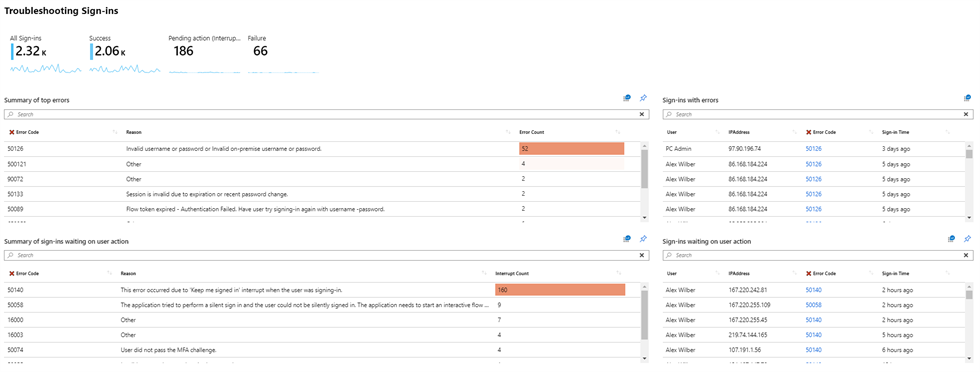 Troubleshooting Sign-ins
All Sign-ins Success Pending action (Interrup... Failure
2.32 K 2.06 K 186 66
Summary of top errors
Search
Error Code Reason Error Count
50126 Invalid username or password or Invalid on-premise username or password. 52
500121 Other 4
90072 Other 2
50133 Session is invalid due to expiration or recent password change. 2
50089 Flow token expired - Authentication Failed. Have user try signing-in again with username -password. 2
Sign-ins with errors
Search
User IPAddress Error Code Sign-in Time
PC Admin 97.90.196.74 50126 3 days ago
Alex Wilber 86.168.184.224 50126 5 days ago
Alex Wilber 86.168.184.224 50126 5 days ago
Alex Wilber 86.168.184.224 50126 5 days ago
Alex Wilber 86.168.184.224 50126 5 days ago
Summary of sign-ins waiting on user action
Search
Error Code Reason Interrupt Count
50140 This error occurred due to 'Keep me signed in' interrupt when the user was signing-in. 160
50058 The application tried to perform a silent sign in and the user could not be silently signed in. The application needs to start an interactive flow ... 9
16000 Other 7
16003 Other 4
50074 User did not pass the MFA challenge. 4
Sign-ins waiting on user action
Search
User IPAddress Error Code Sign-in Time
Alex Wilber 167.220.242.81 50140 2 hours ago
Alex Wilber 167.220.255.109 50058 2 hours ago
Alex Wilber 167.220.255.45 50140 2 hours ago
Alex Wilber 219.74.144.165 50140 5 hours ago
Alex Wilber 107.191.1.56 50140 6 hours ago